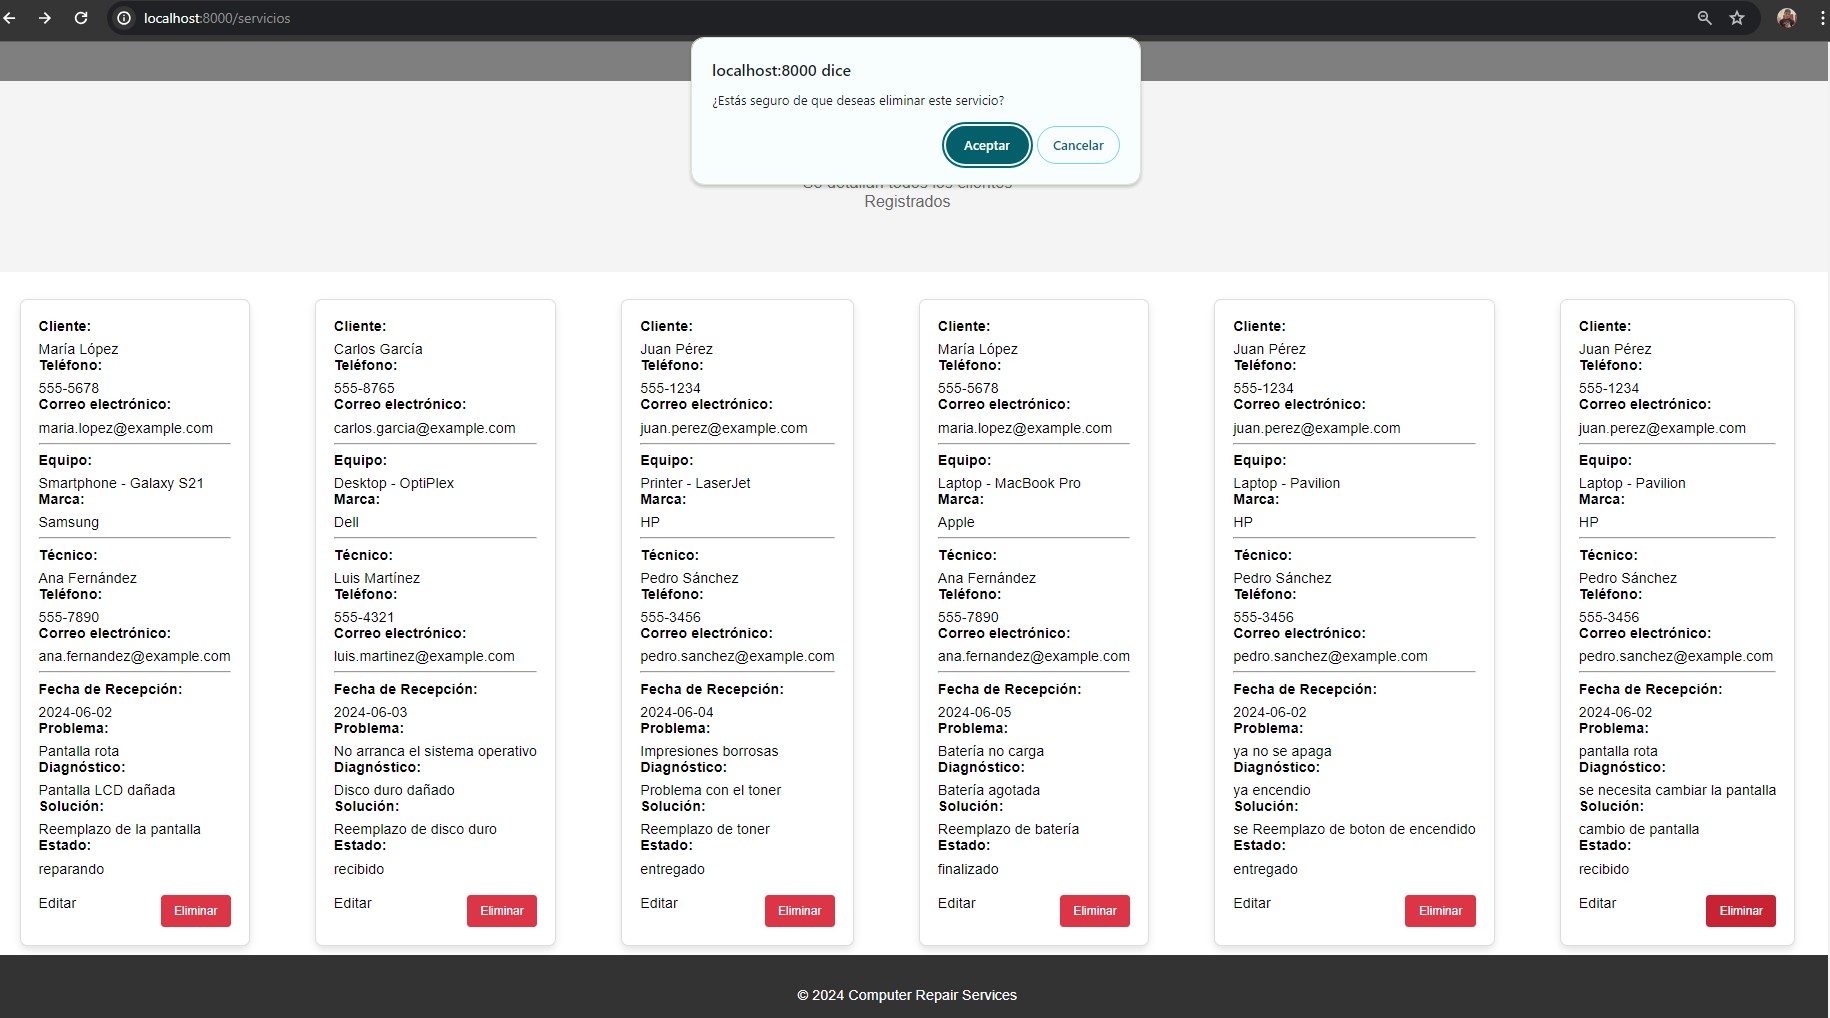 localhost:8000/servicios
localhost:8000 dice
¿Estás seguro de que deseas eliminar este servicio?
Aceptar
Cancelar
Se detallan todos los clientos
Registrados
Cliente:
María López
Teléfono:
555-5678
Correo electrónico:
maria.lopez@example.com
Equipo:
Smartphone - Galaxy S21
Marca:
Samsung
Técnico:
Ana Fernández
Teléfono:
555-7890
Correo electrónico:
ana.fernandez@example.com
Fecha de Recepción:
2024-06-02
Problema:
Pantalla rota
Diagnóstico:
Pantalla LCD dañada
Solución:
Reemplazo de la pantalla
Estado:
reparando
Editar
Eliminar
Cliente:
Carlos García
Teléfono:
555-8765
Correo electrónico:
carlos.garcia@example.com
Equipo:
Desktop - OptiPlex
Marca:
Dell
Técnico:
Luis Martínez
Teléfono:
555-4321
Correo electrónico:
luis.martinez@example.com
Fecha de Recepción:
2024-06-03
Problema:
No arranca el sistema operativo
Diagnóstico:
Disco duro dañado
Solución:
Reemplazo de disco duro
Estado:
recibido
Editar
Eliminar
Cliente:
Juan Pérez
Teléfono:
555-1234
Correo electrónico:
juan.perez@example.com
Equipo:
Printer - LaserJet
Marca:
HP
Técnico:
Pedro Sánchez
Teléfono:
555-3456
Correo electrónico:
pedro.sanchez@example.com
Fecha de Recepción:
2024-06-04
Problema:
Impresiones borrosas
Diagnóstico:
Problema con el toner
Solución:
Reemplazo de toner
Estado:
entregado
Editar
Eliminar
Cliente:
María López
Teléfono:
555-5678
Correo electrónico:
maria.lopez@example.com
Equipo:
Laptop - MacBook Pro
Marca:
Apple
Técnico:
Ana Fernández
Teléfono:
555-7890
Correo electrónico:
ana.fernandez@example.com
Fecha de Recepción:
2024-06-05
Problema:
Batería no carga
Diagnóstico:
Batería agotada
Solución:
Reemplazo de batería
Estado:
finalizado
Editar
Eliminar
Cliente:
Juan Pérez
Teléfono:
555-1234
Correo electrónico:
juan.perez@example.com
Equipo:
Laptop - Pavilion
Marca:
HP
Técnico:
Pedro Sánchez
Teléfono:
555-3456
Correo electrónico:
pedro.sanchez@example.com
Fecha de Recepción:
2024-06-02
Problema:
ya no se apaga
Diagnóstico:
ya encendio
Solución:
se Reemplazo de boton de encendido
Estado:
entregado
Editar
Eliminar
Cliente:
Juan Pérez
Teléfono:
555-1234
Correo electrónico:
juan.perez@example.com
Equipo:
Laptop - Pavilion
Marca:
HP
Técnico:
Pedro Sánchez
Teléfono:
555-3456
Correo electrónico:
pedro.sanchez@example.com
Fecha de Recepción:
2024-06-02
Problema:
pantalla rota
Diagnóstico:
se necesita cambiar la pantalla
Solución:
cambio de pantalla
Estado:
recibido
Editar
Eliminar
© 2024 Computer Repair Services